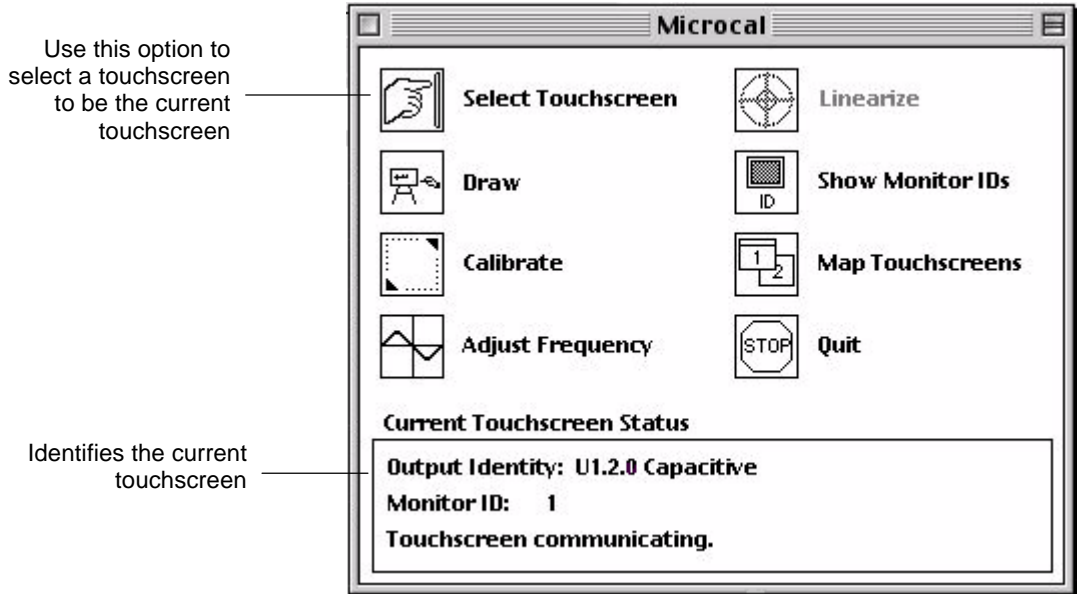 Microcal
Use this option to
select a touchscreen
to be the current
touchscreen
Select Touchscreen
Linearize
Draw
ID
Show Monitor IDs
Calibrate
1
2
Map Touchscreens
Adjust Frequency
STOP
Quit
Current Touchscreen Status
Identifies the current
touchscreen
Output Identity: U1.2.0 Capacitive
Monitor ID: 1
Touchscreen communicating.